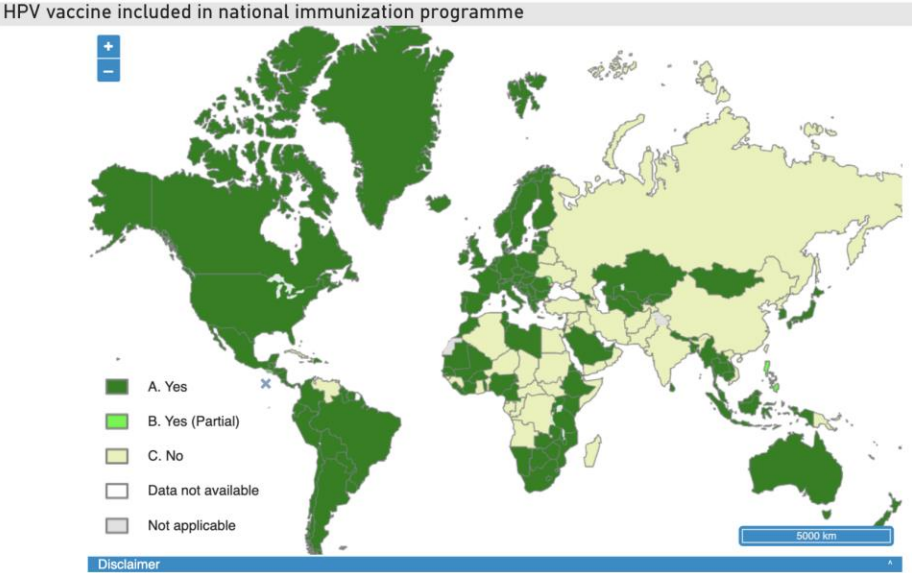 HPV vaccine included in national immunization programme
+
−
A. Yes
B. Yes (Partial)
C. No
Data not available
Not applicable
5000 km
Disclaimer ^